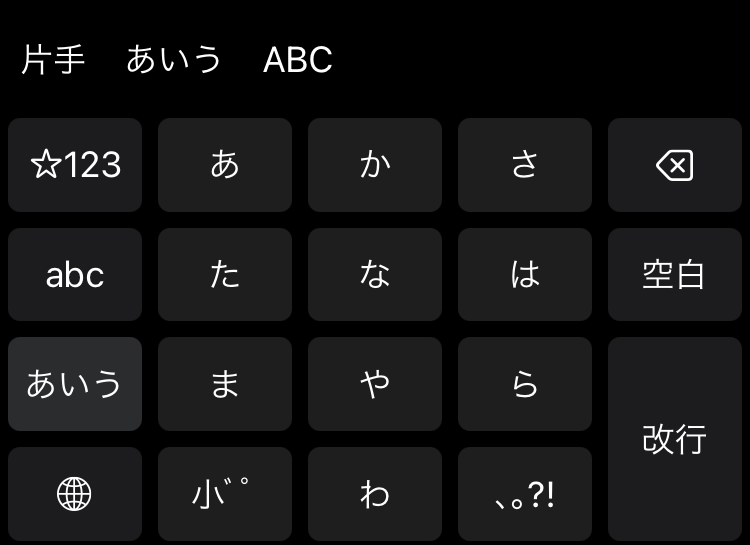 片手 あいう ABC
☆123 あ か さ
abc た な は 空白
あいう ま や ら
改行
小゛゜ わ 、。?!